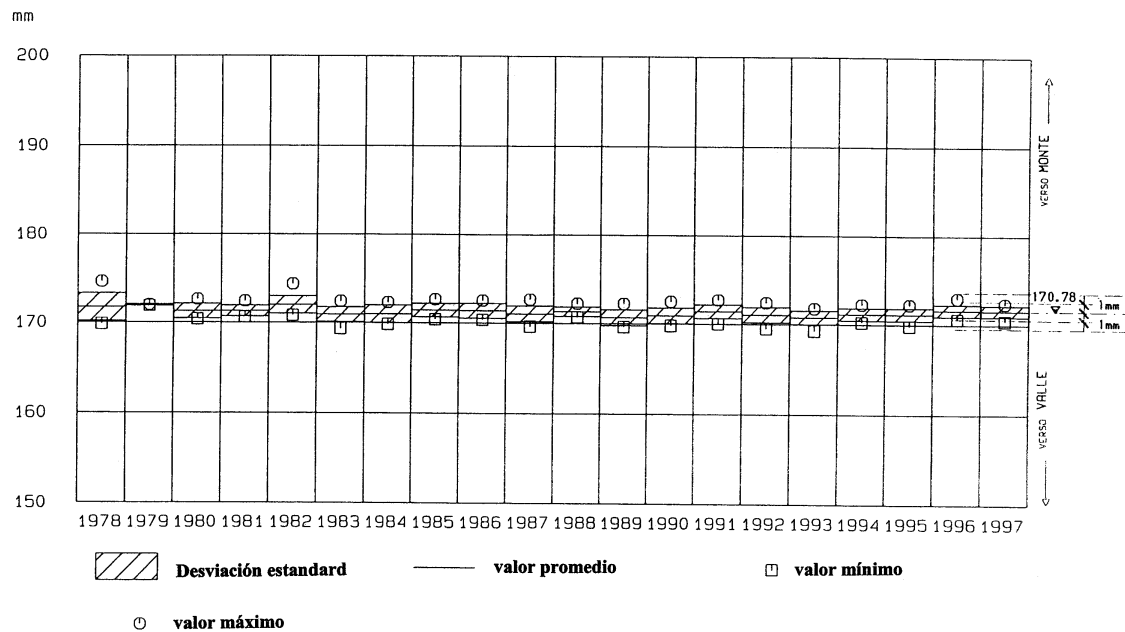 mm
200
190
180
170
160
150
VERSO MONTE
170.78
1mm
1mm
VERSO VALLE
1978 1979 1980 1981 1982 1983 1984 1985 1986 1987 1988 1989 1990 1991 1992 1993 1994 1995 1996 1997
Desviación estandard
valor promedio
valor mínimo
valor máximo